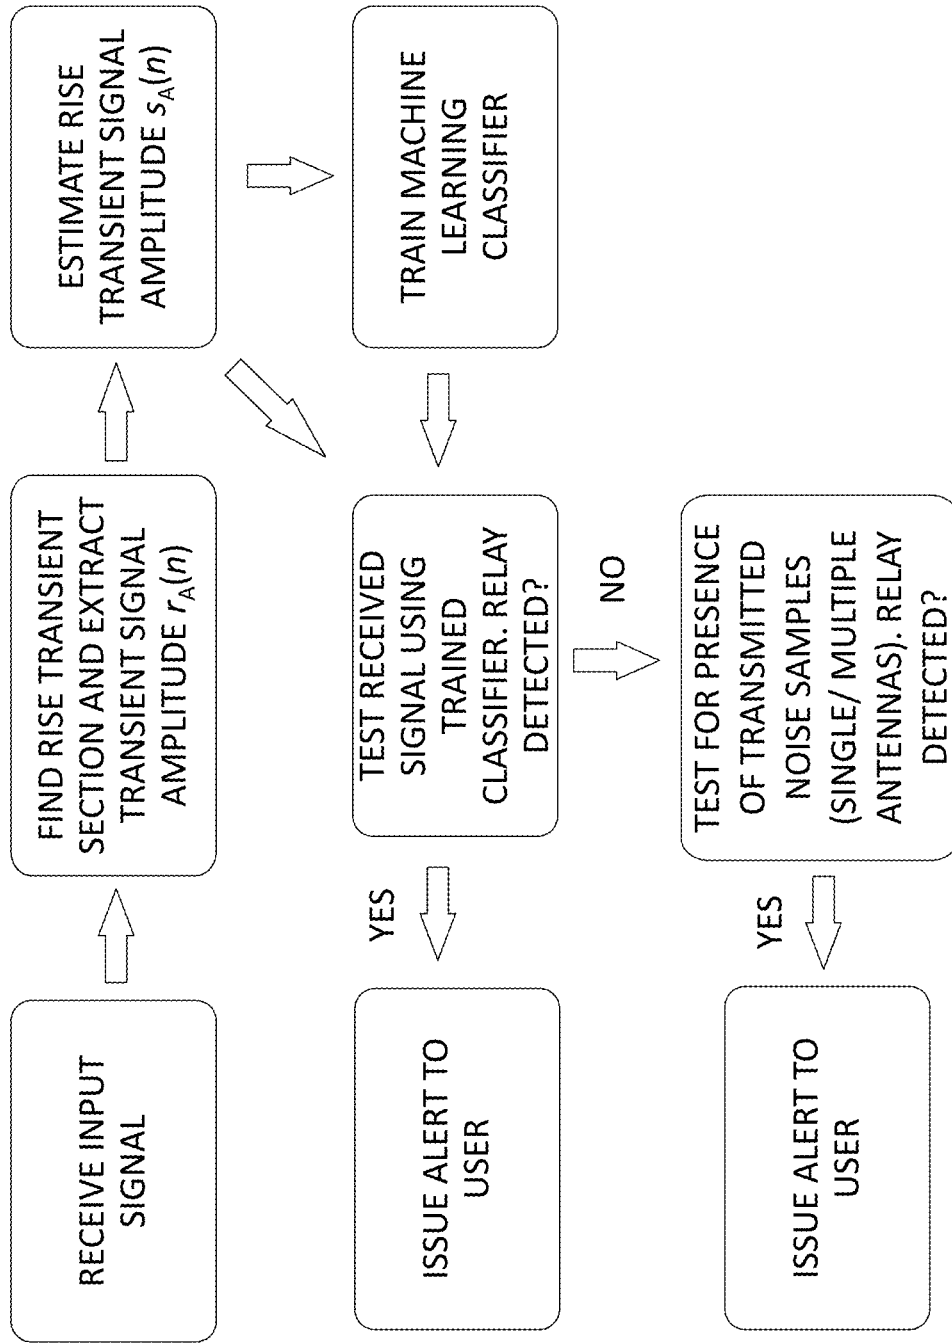 RECEIVE INPUT
SIGNAL
FIND RISE TRANSIENT
SECTION AND EXTRACT
TRANSIENT SIGNAL
AMPLITUDE rA(n)
ESTIMATE RISE
TRANSIENT SIGNAL
AMPLITUDE sA(n)
ISSUE ALERT TO
USER
YES
TEST RECEIVED
SIGNAL USING
TRAINED
CLASSIFIER. RELAY
DETECTED?
TRAIN MACHINE
LEARNING
CLASSIFIER
NO
ISSUE ALERT TO
USER
YES
TEST FOR PRESENCE
OF TRANSMITTED
NOISE SAMPLES
(SINGLE/ MULTIPLE
ANTENNAS). RELAY
DETECTED?